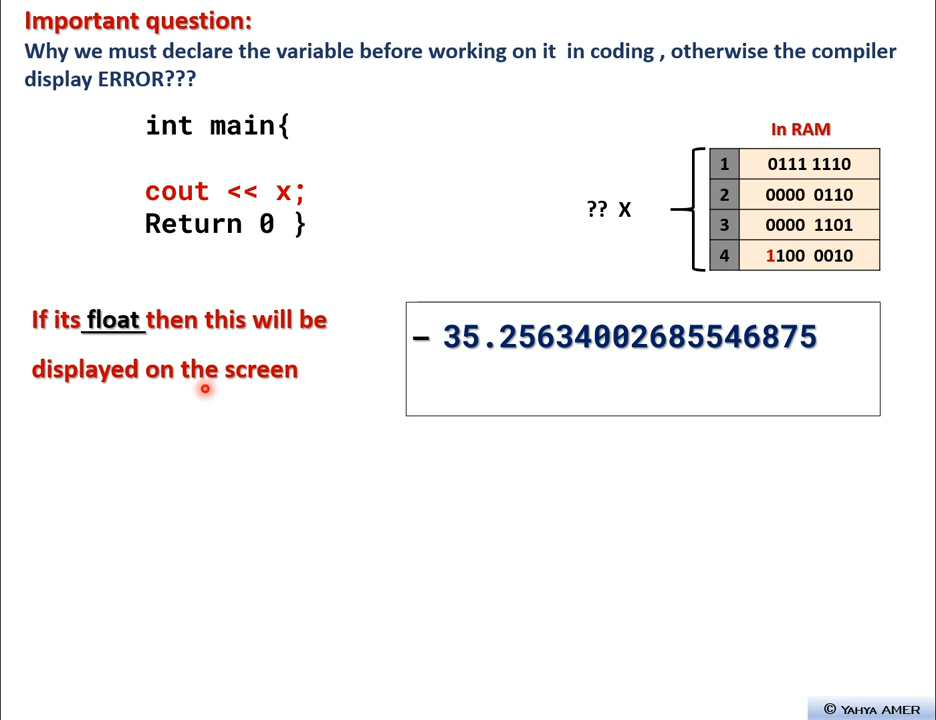 Important question:
Why we must declare the variable before working on it in coding , otherwise the compiler
display ERROR???
int main{
cout << x;
Return 0 }
In RAM
1 0111 1110
2 0000 0110
3 0000 1101
4 1100 0010
?? X
If its float then this will be
displayed on the screen
- 35.25634002685546875
© YAHYA AMER